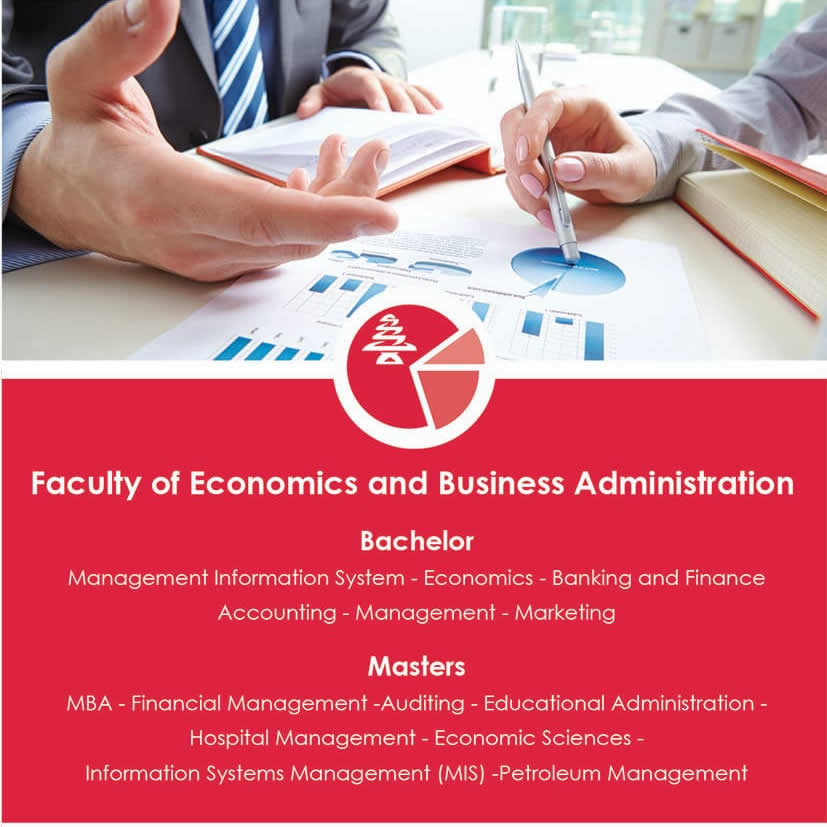 Faculty of Economics and Business Administration
Bachelor
Management Information System - Economics - Banking and Finance
Accounting - Management - Marketing
Masters
MBA - Financial Management -Auditing - Educational Administration -
Hospital Management - Economic Sciences -
Information Systems Management (MIS) -Petroleum Management